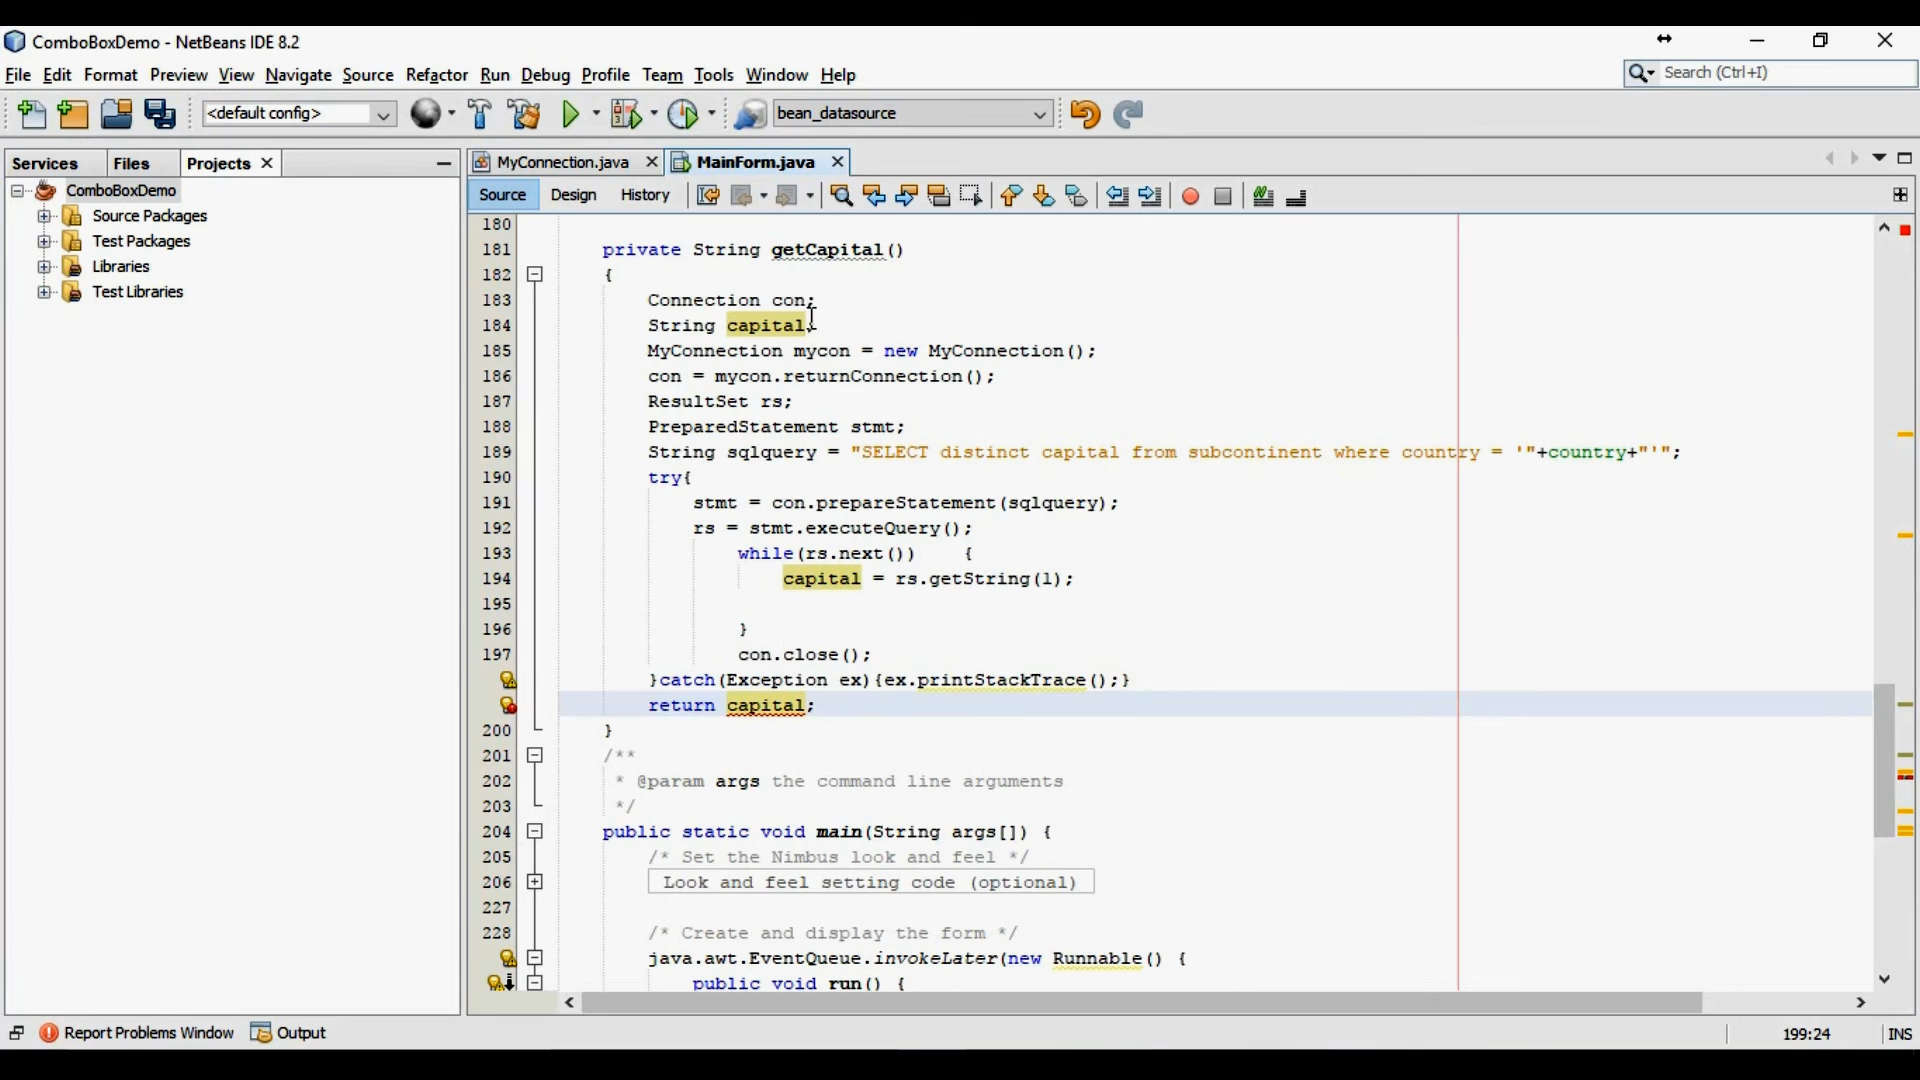 ComboBoxDemo - NetBeans IDE 8.2
File Edit Format Preview View Navigate Source Refactor Run Debug Profile Team Tools Window Help
Search (Ctrl+I)
<default config>
bean_datasource
Services Files Projects
MyConnection.java MainForm.java
ComboBoxDemo
Source Packages
Test Packages
Libraries
Test Libraries
Source Design History
180
181 private String getCapital()
182 {
183 Connection con;
184 String capital;
185 MyConnection mycon = new MyConnection();
186 con = mycon.returnConnection();
187 ResultSet rs;
188 PreparedStatement stmt;
189 String sqlquery = "SELECT distinct capital from subcontinent where country = '"+country+"'";
190 try{
191 stmt = con.prepareStatement(sqlquery);
192 rs = stmt.executeQuery();
193 while(rs.next()) {
194 capital = rs.getString(1);
195
196 }
197 con.close();
}catch(Exception ex){ex.printStackTrace();}
return capital;
200 }
201 /**
202 * @param args the command line arguments
203 */
204 public static void main(String args[]) {
205 /* Set the Nimbus look and feel */
206 Look and feel setting code (optional)
227
228 /* Create and display the form */
java.awt.EventQueue.invokeLater(new Runnable() {
public void run() {
Report Problems Window Output
199:24 INS